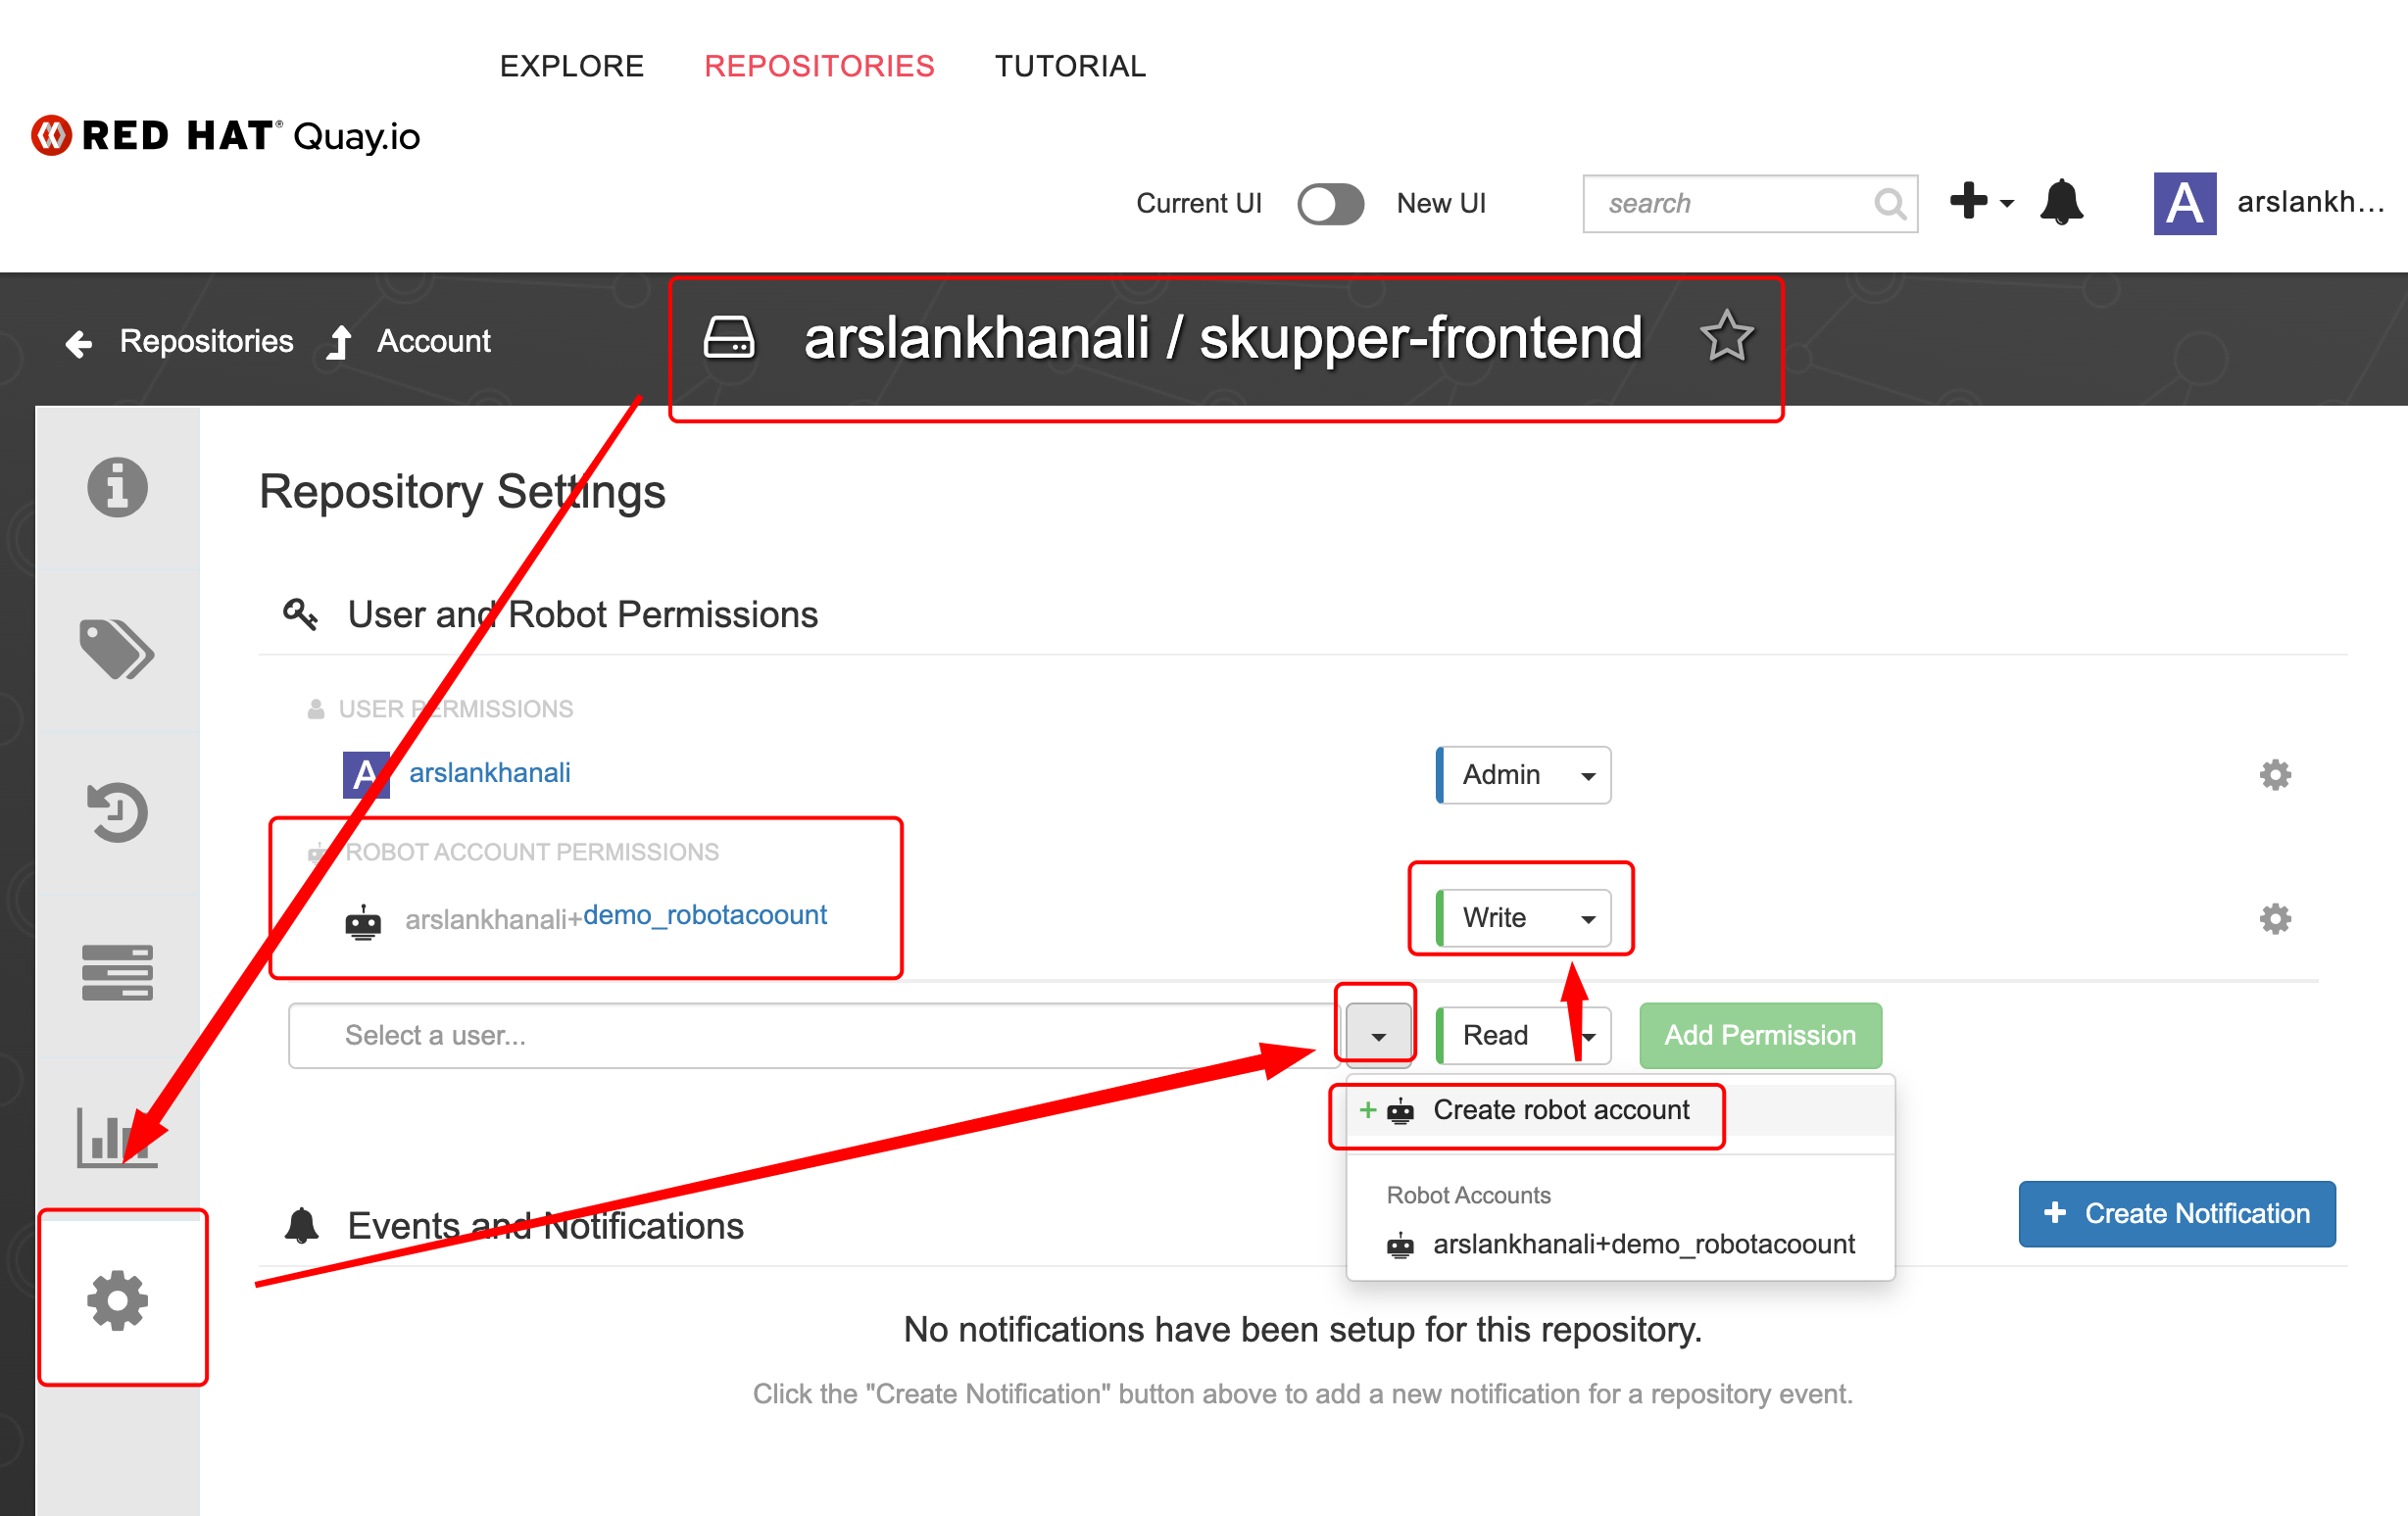 EXPLORE REPOSITORIES TUTORIAL
RED HAT® Quay.io
Current UI New UI search A arslankh...
Repositories Account arslankhanali / skupper-frontend
Repository Settings
User and Robot Permissions
USER PERMISSIONS
A arslankhanali Admin
ROBOT ACCOUNT PERMISSIONS
arslankhanali+demo_robotacoount Write
Select a user... Read Add Permission
+ Create robot account
Robot Accounts
Events and Notifications + Create Notification
arslankhanali+demo_robotacoount
No notifications have been setup for this repository.
Click the "Create Notification" button above to add a new notification for a repository event.